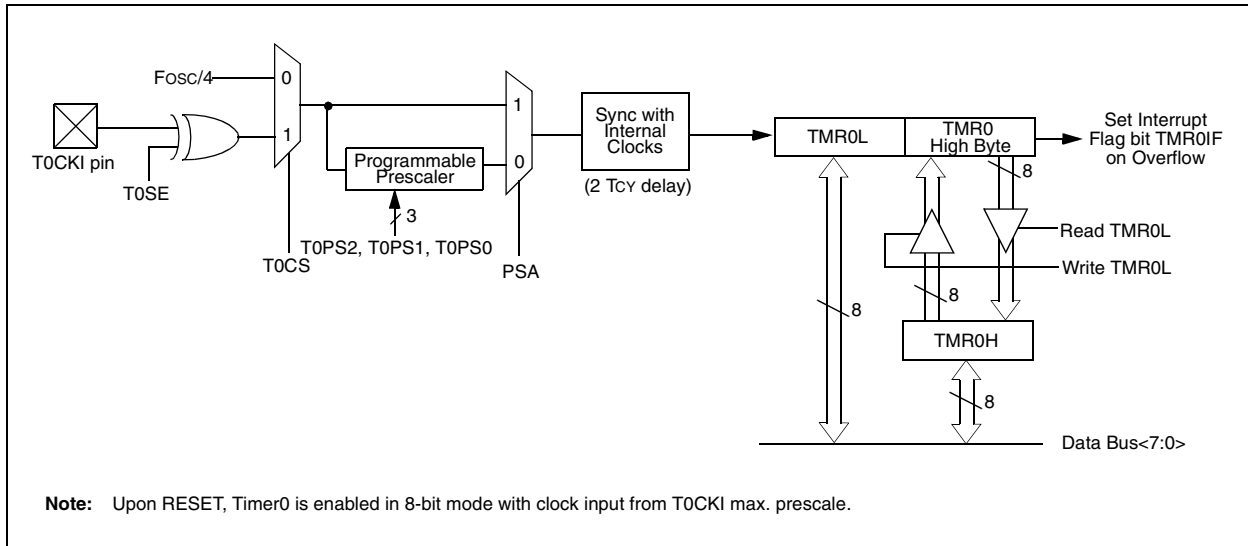 FOSC/4
T0CKI pin
T0SE
0
1
T0CS
Programmable
Prescaler
3
T0PS2, T0PS1, T0PS0
1
0
PSA
Sync with
Internal
Clocks
(2 TCY delay)
TMR0L
TMR0
High Byte
Set Interrupt
Flag bit TMR0IF
on Overflow
8
Read TMR0L
Write TMR0L
8
8
TMR0H
8
Data Bus<7:0>
Note: Upon RESET, Timer0 is enabled in 8-bit mode with clock input from T0CKI max. prescale.